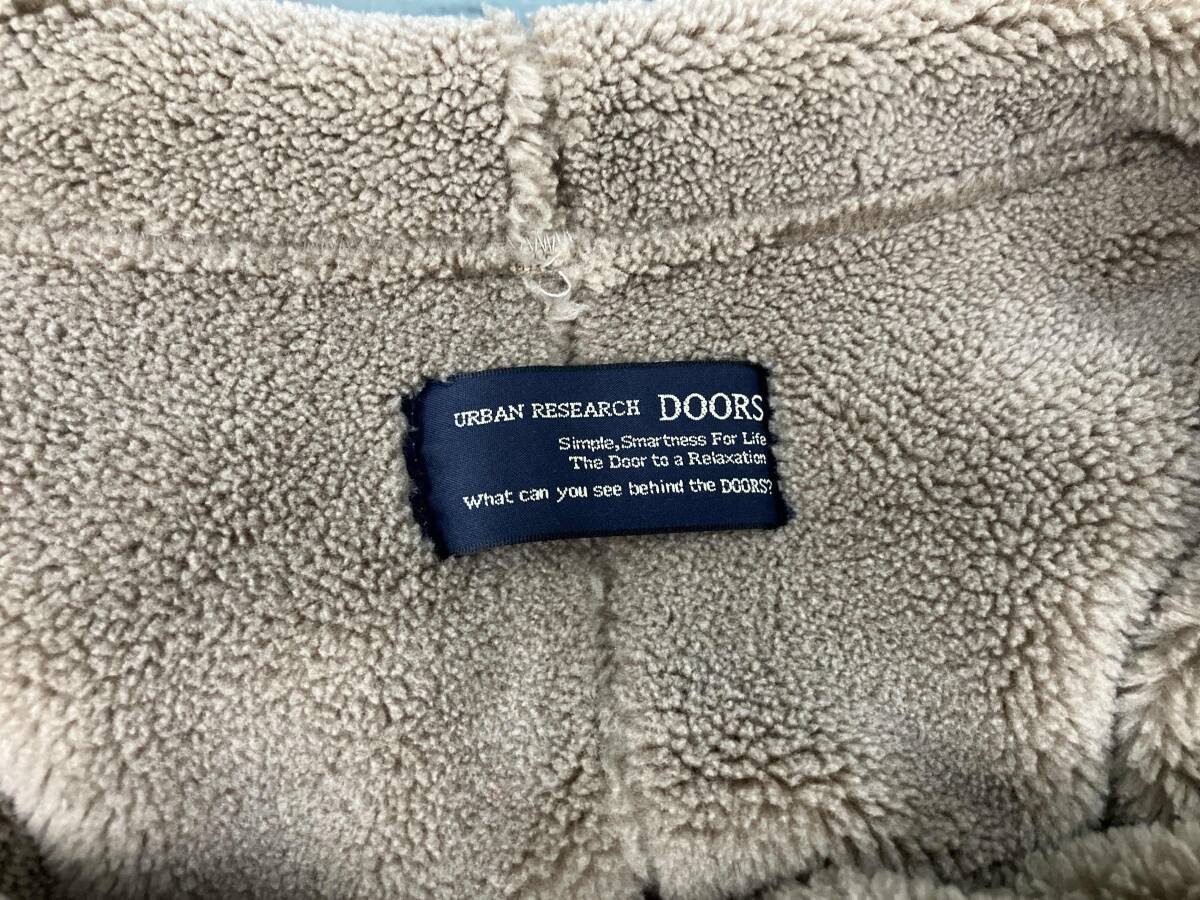 URBAN RESEARCH DOORS
Simple,Smartness For Life
The Door to a Relaxation
What can you see behind the DOORS?